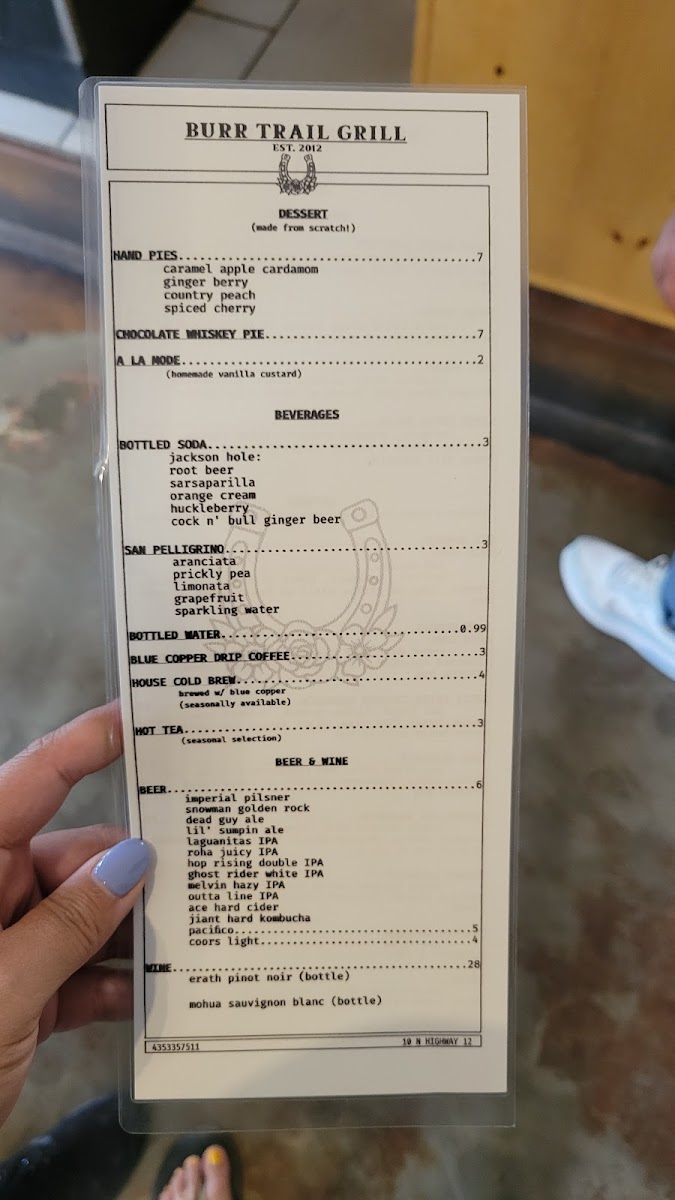 BURR TRAIL GRILL
EST. 2012
DESSERT
(made from scratch!)
HAND PIES..................................................7
caramel apple cardamom
ginger berry
country peach
spiced cherry
CHOCOLATE WHISKEY PIE...................................7
A LA MODE..................................................2
(homemade vanilla custard)
BEVERAGES
BOTTLED SODA..............................................3
jackson hole:
root beer
sarsaparilla
orange cream
huckleberry
cock n' bull ginger beer
SAN PELLIGRINO...........................................3
aranciata
prickly pea
limonata
grapefruit
sparkling water
BOTTLED WATER.......................................0.99
BLUE COPPER DRIP COFFEE................................3
HOUSE COLD BREW.........................................4
brewed w/ blue copper
(seasonally available)
HOT TEA....................................................3
(seasonal selection)
BEER & WINE
BEER.......................................................6
imperial pilsner
snowman golden rock
dead guy ale
lil' sumpin ale
laguanitas IPA
roha juicy IPA
hop rising double IPA
ghost rider white IPA
melvin hazy IPA
outta line IPA
ace hard cider
jiant hard kombucha
pacifico........................................5
coors light....................................4
WINE.....................................................28
erath pinot noir (bottle)
mohua sauvignon blanc (bottle)
4353357511 10 N HIGHWAY 12